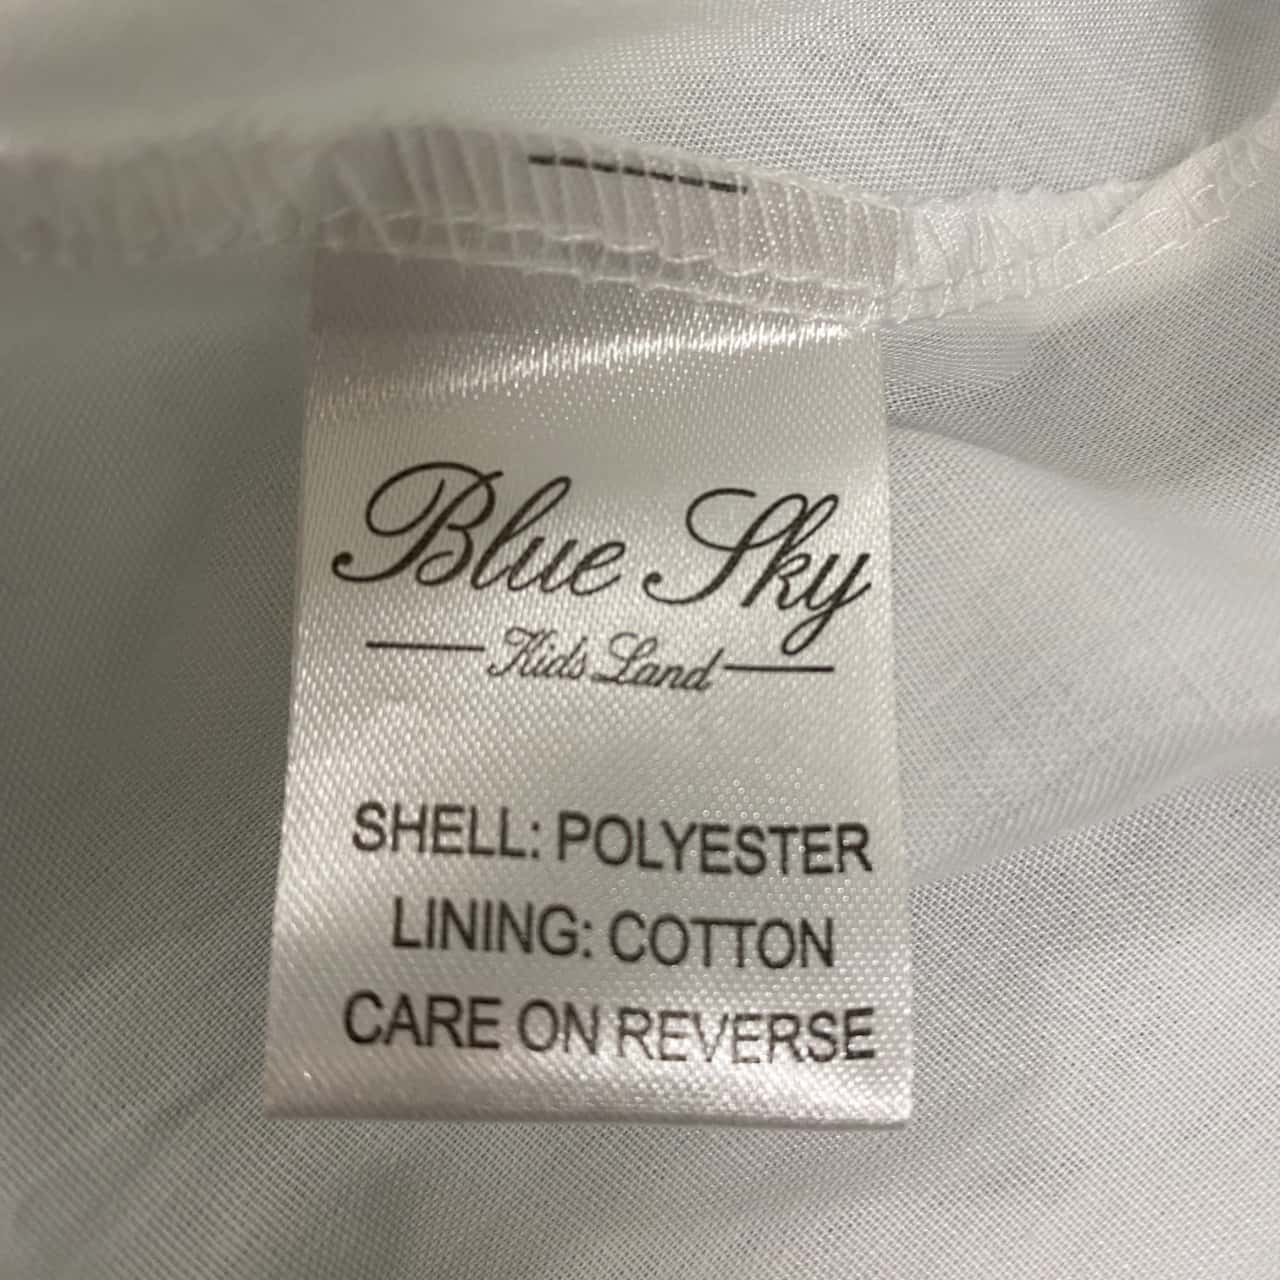 Blue Sky
Kids Land
SHELL: POLYESTER
LINING: COTTON
CARE ON REVERSE